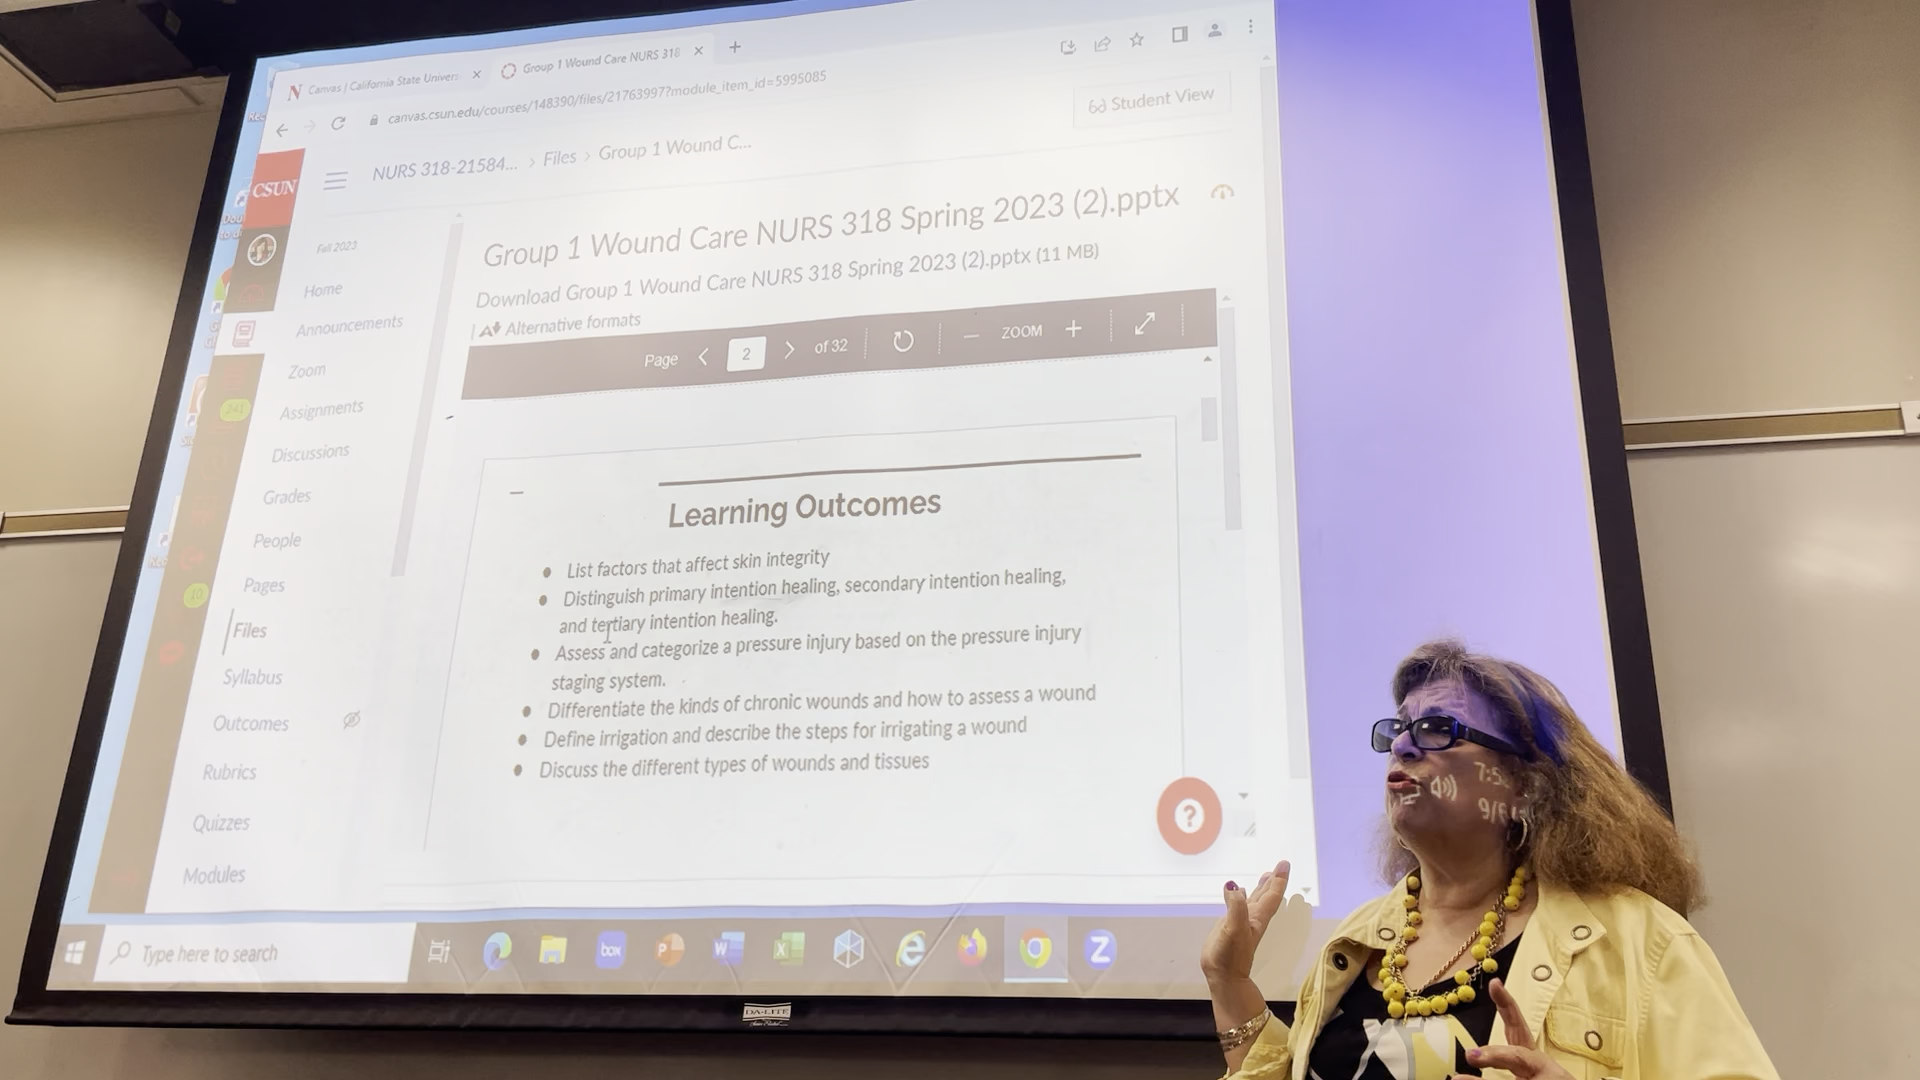 Canvas | California State Univers
Group 1 Wound Care NURS 318
canvas.csun.edu/courses/148390/files/21763997?module_item_id=5995085
Student View
NURS 318-21584... > Files > Group 1 Wound C...
CSUN
Group 1 Wound Care NURS 318 Spring 2023 (2).pptx
Download Group 1 Wound Care NURS 318 Spring 2023 (2).pptx (11 MB)
Alternative formats
Page < 2 > of 32 — ZOOM +
Fall 2023
Home
Announcements
Zoom
Assignments
Discussions
Grades
People
Pages
Files
Syllabus
Outcomes
Rubrics
Quizzes
Modules
241
10
Learning Outcomes
● List factors that affect skin integrity
● Distinguish primary intention healing, secondary intention healing,
and tertiary intention healing.
● Assess and categorize a pressure injury based on the pressure injury
staging system.
● Differentiate the kinds of chronic wounds and how to assess a wound
● Define irrigation and describe the steps for irrigating a wound
● Discuss the different types of wounds and tissues
?
Type here to search
box
P
W
X
Z
7:5
9/
DA-LITE